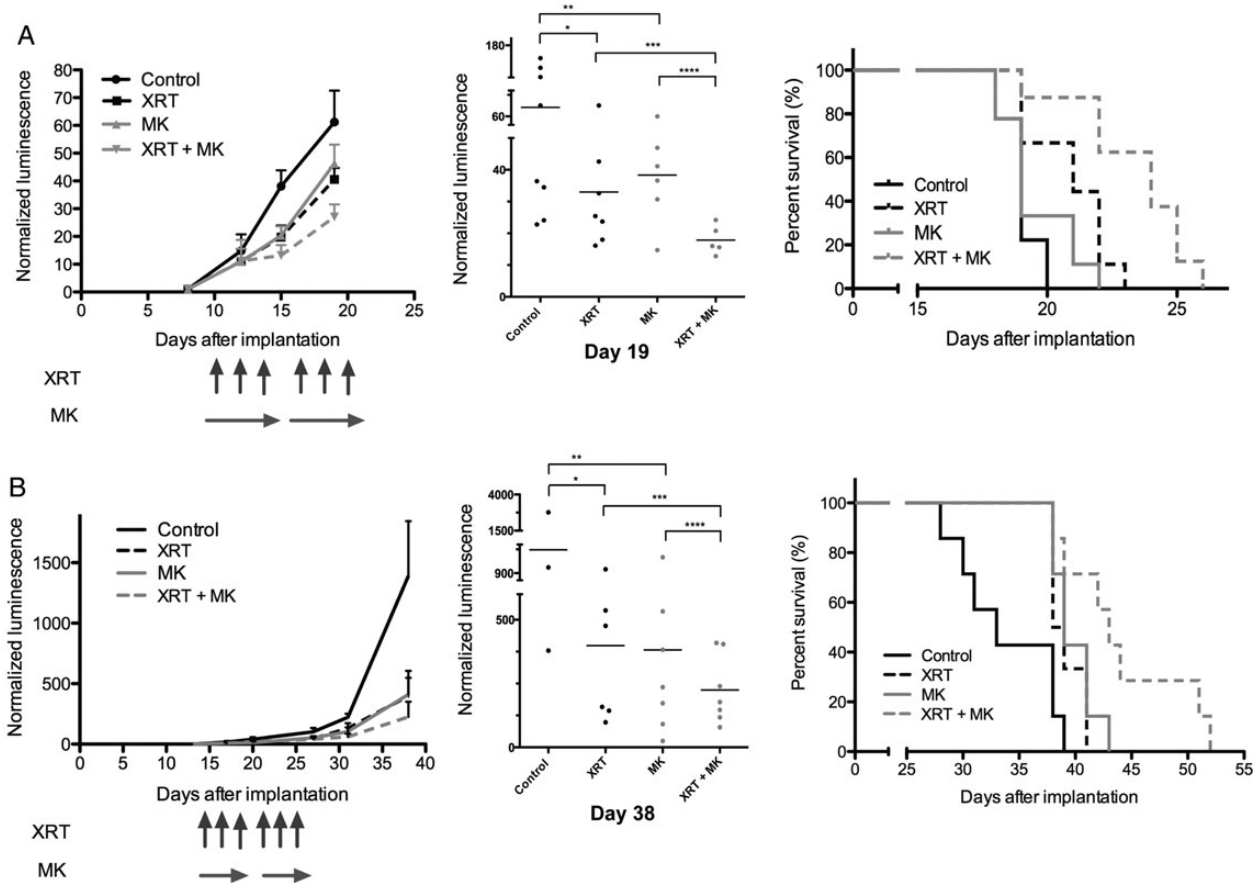 A
Normalized luminescence
80
70
60
50
40
30
20
10
0
Control
XRT
MK
XRT + MK
0 5 10 15 20 25
Days after implantation
XRT
MK
**
*
***
****
Normalized luminescence
180
60
40
0
Control XRT MK XRT + MK
Day 19
Percent survival (%)
100
80
60
40
20
0
Control
XRT
MK
XRT + MK
0 15 20 25
Days after implantation
B
Normalized luminescence
1500
1000
500
0
Control
XRT
MK
XRT + MK
0 5 10 15 20 25 30 35 40
Days after implantation
XRT
MK
**
*
***
****
Normalized luminescence
4000
1500
900
500
0
Control XRT MK XRT + MK
Day 38
Percent survival (%)
100
80
60
40
20
0
Control
XRT
MK
XRT + MK
0 25 30 35 40 45 50 55
Days after implantation